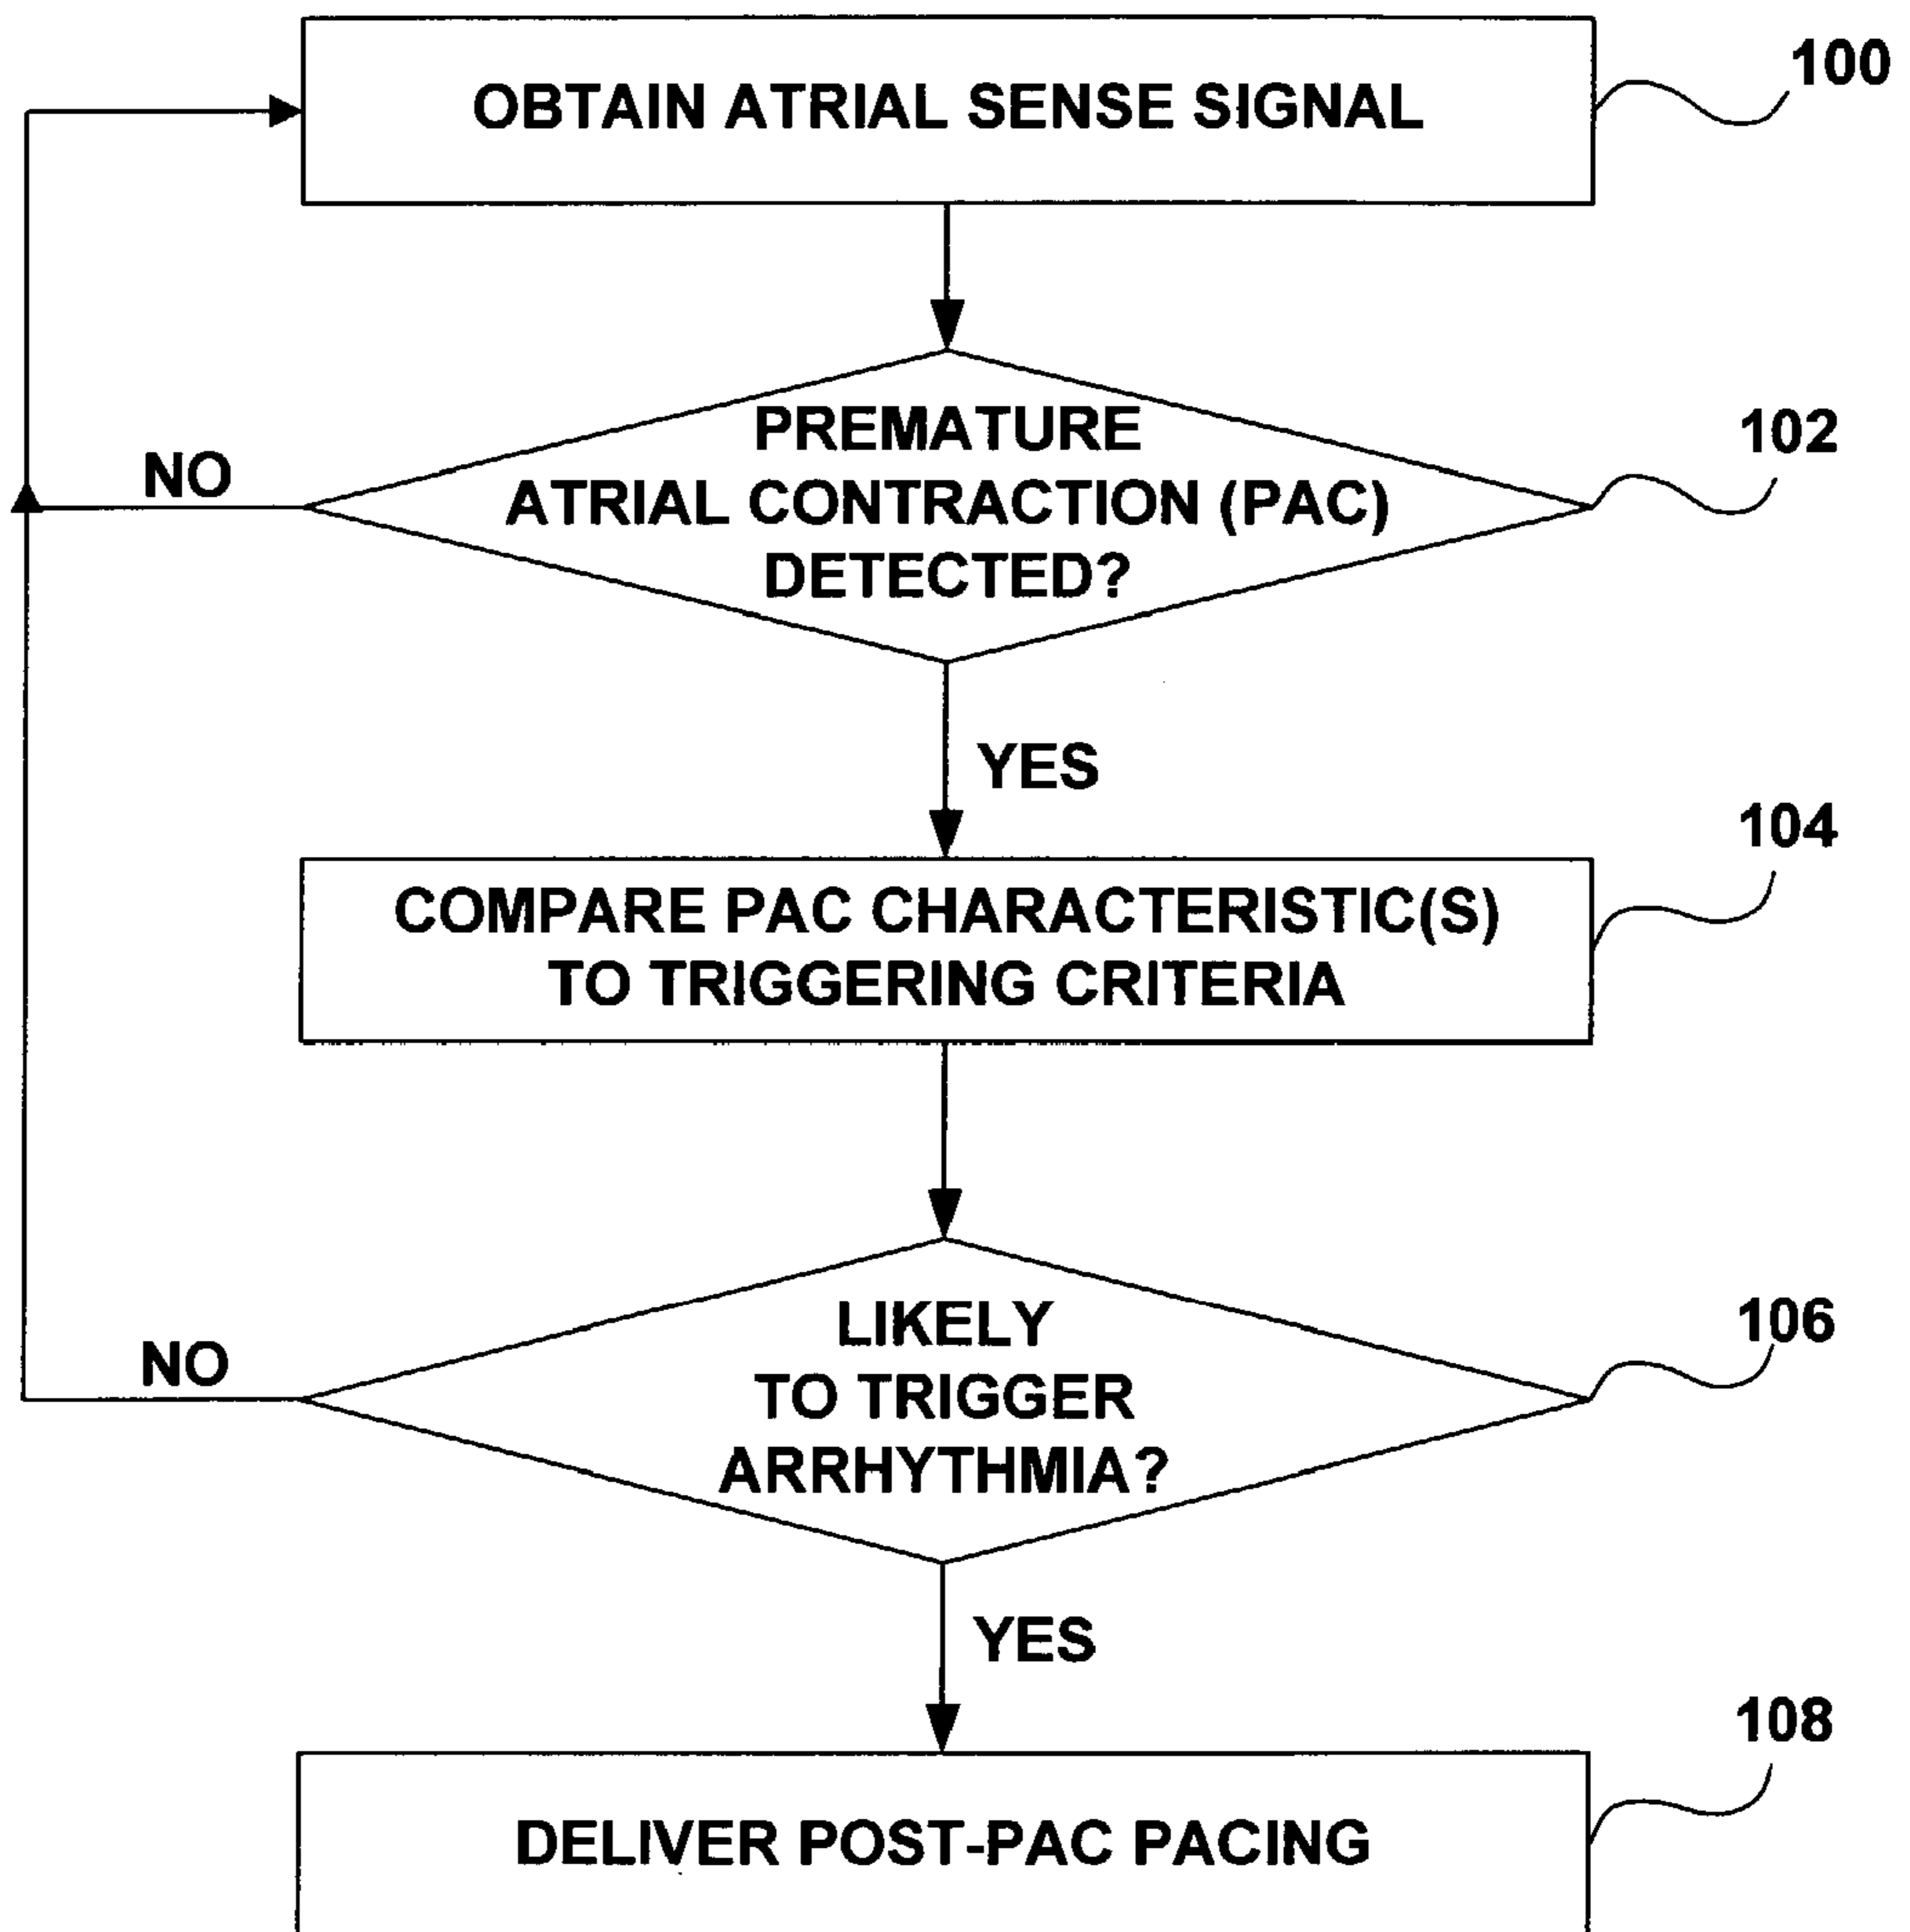 OBTAIN ATRIAL SENSE SIGNAL
100
PREMATURE
ATRIAL CONTRACTION (PAC)
DETECTED?
102
NO
YES
COMPARE PAC CHARACTERISTIC(S)
TO TRIGGERING CRITERIA
104
LIKELY
TO TRIGGER
ARRHYTHMIA?
106
NO
YES
DELIVER POST-PAC PACING
108